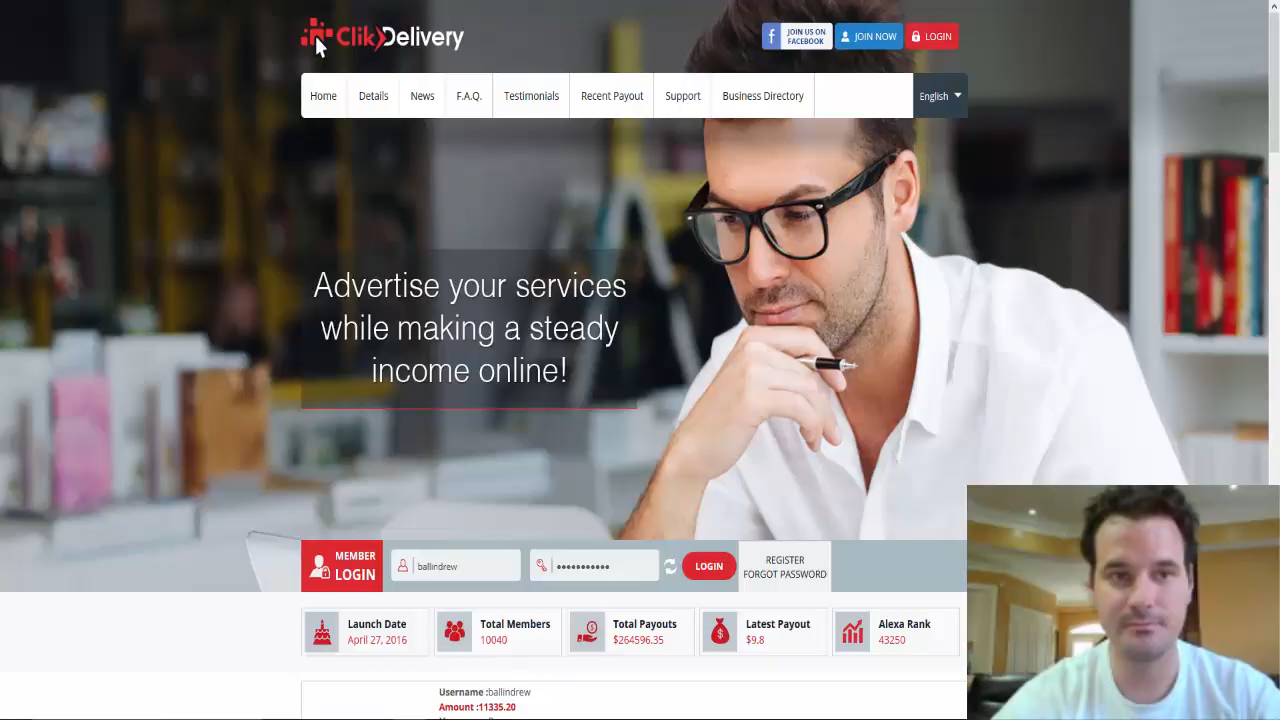 Clik Delivery
JOIN US ON
FACEBOOK
JOIN NOW
LOGIN
Home
Details
News
F.A.Q.
Testimonials
Recent Payout
Support
Business Directory
English
Advertise your services
while making a steady
income online!
MEMBER
LOGIN
ballindrew
•••••••••••
LOGIN
REGISTER
FORGOT PASSWORD
Launch Date
April 27, 2016
Total Members
10040
Total Payouts
$264596.35
Latest Payout
$9.8
Alexa Rank
43250
Username :ballindrew
Amount :11335.20